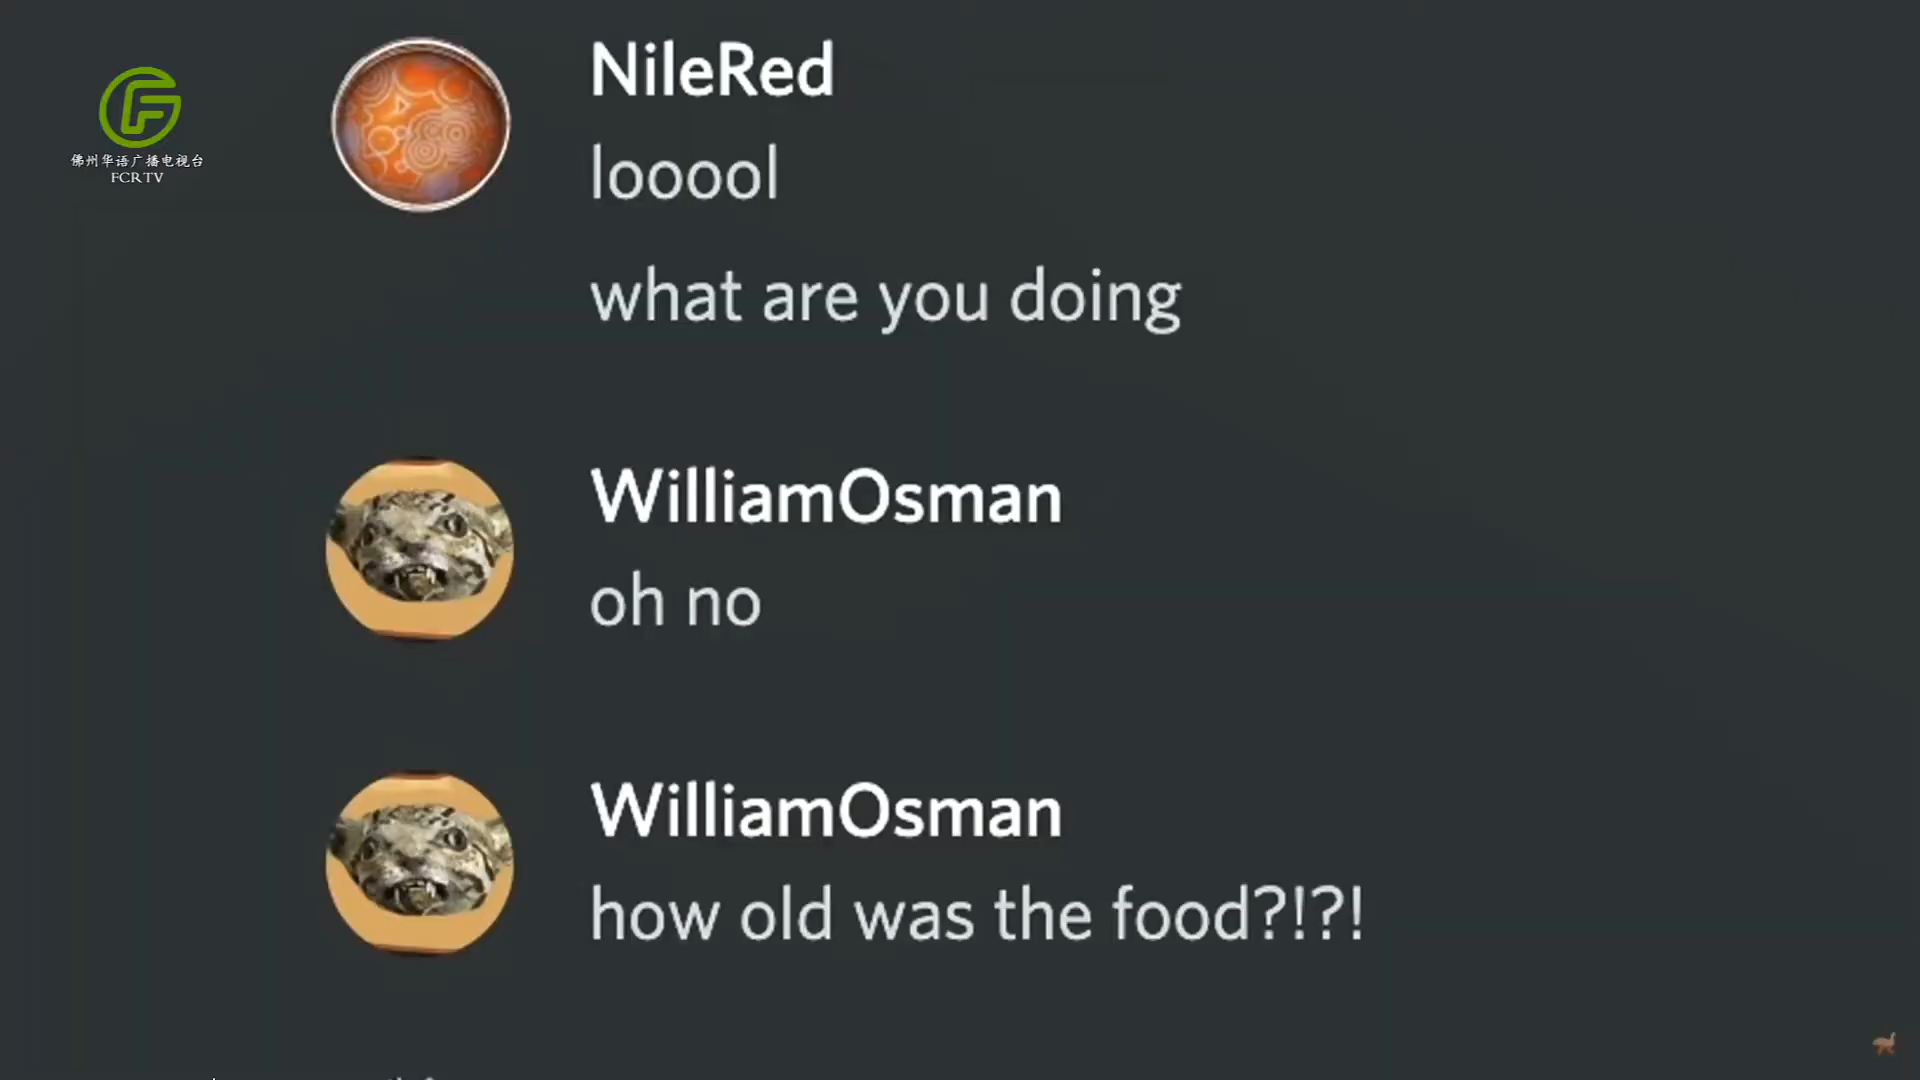 佛州华语广播电视台
FCRTV
NileRed
looool
what are you doing
WilliamOsman
oh no
WilliamOsman
how old was the food?!?!